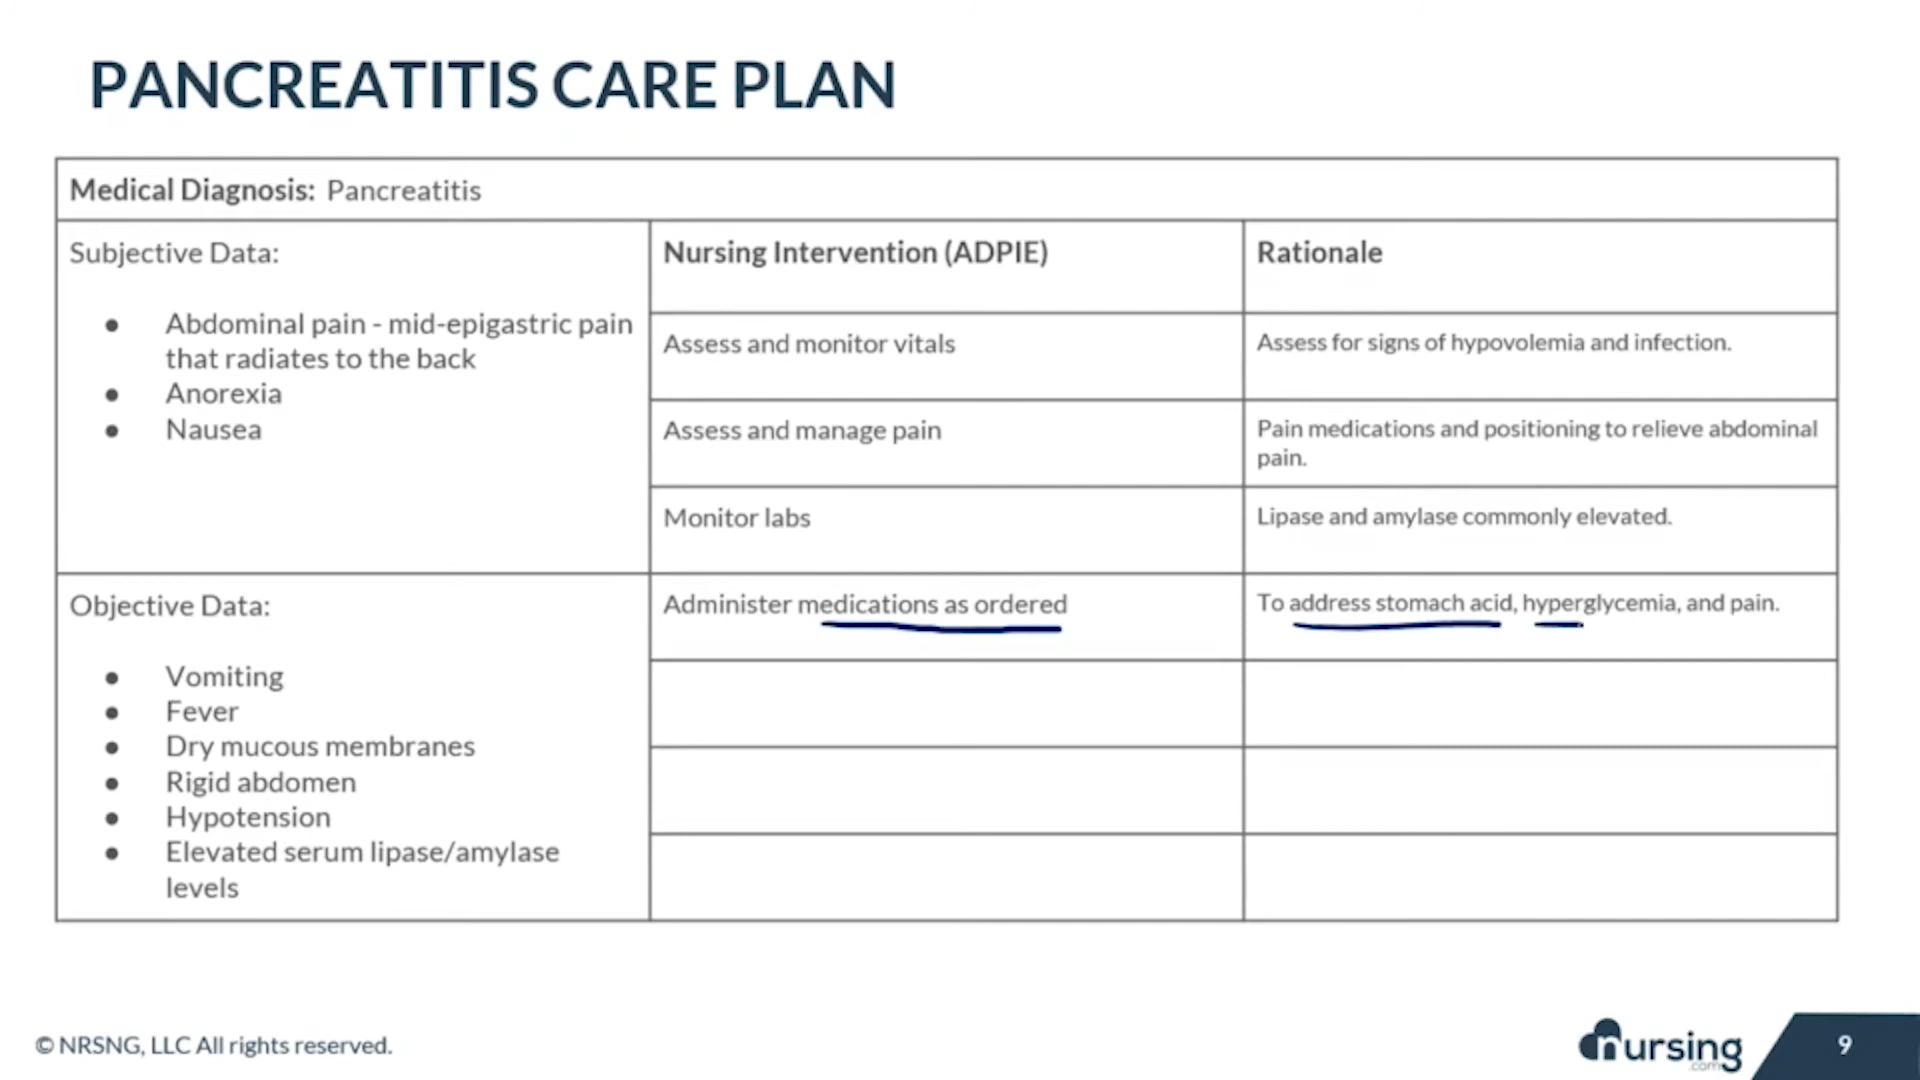 PANCREATITIS CARE PLAN
Medical Diagnosis: Pancreatitis
Subjective Data:
● Abdominal pain - mid-epigastric pain
that radiates to the back
● Anorexia
● Nausea
Nursing Intervention (ADPIE)
Rationale
Assess and monitor vitals
Assess for signs of hypovolemia and infection.
Assess and manage pain
Pain medications and positioning to relieve abdominal
pain.
Monitor labs
Lipase and amylase commonly elevated.
Objective Data:
● Vomiting
● Fever
● Dry mucous membranes
● Rigid abdomen
● Hypotension
● Elevated serum lipase/amylase
levels
Administer medications as ordered
To address stomach acid, hyperglycemia, and pain.
© NRSNG, LLC All rights reserved.
nursing
.com
9